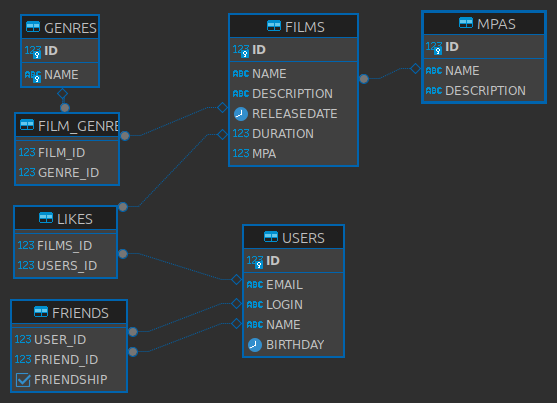 GENRES
123 ID
ABC NAME
FILM_GENRE
123 FILM_ID
123 GENRE_ID
FILMS
123 ID
ABC NAME
ABC DESCRIPTION
RELEASEDATE
123 DURATION
123 MPA
MPAS
123 ID
ABC NAME
ABC DESCRIPTION
LIKES
123 FILMS_ID
123 USERS_ID
USERS
123 ID
ABC EMAIL
ABC LOGIN
ABC NAME
BIRTHDAY
FRIENDS
123 USER_ID
123 FRIEND_ID
FRIENDSHIP